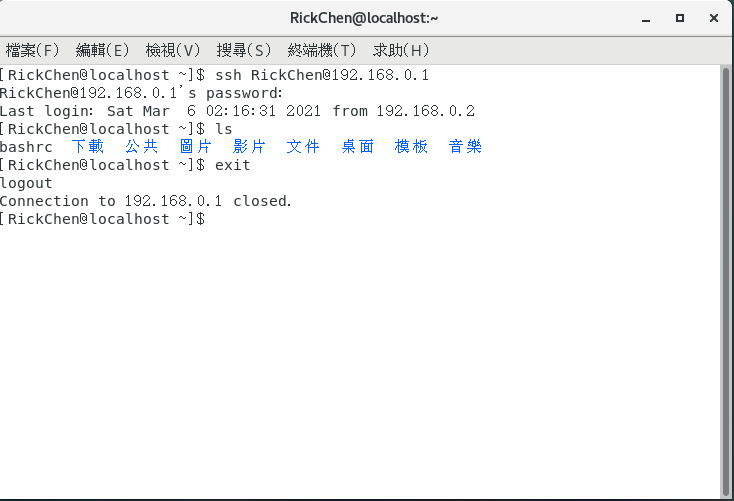 RickChen@localhost:~
檔案(F) 編輯(E) 檢視(V) 搜尋(S) 終端機(T) 求助(H)
[RickChen@localhost ~]$ ssh RickChen@192.168.0.1
RickChen@192.168.0.1's password:
Last login: Sat Mar  6 02:16:31 2021 from 192.168.0.2
[RickChen@localhost ~]$ ls
bashrc  下載  公共  圖片  影片  文件  桌面  模板  音樂
[RickChen@localhost ~]$ exit
logout
Connection to 192.168.0.1 closed.
[RickChen@localhost ~]$